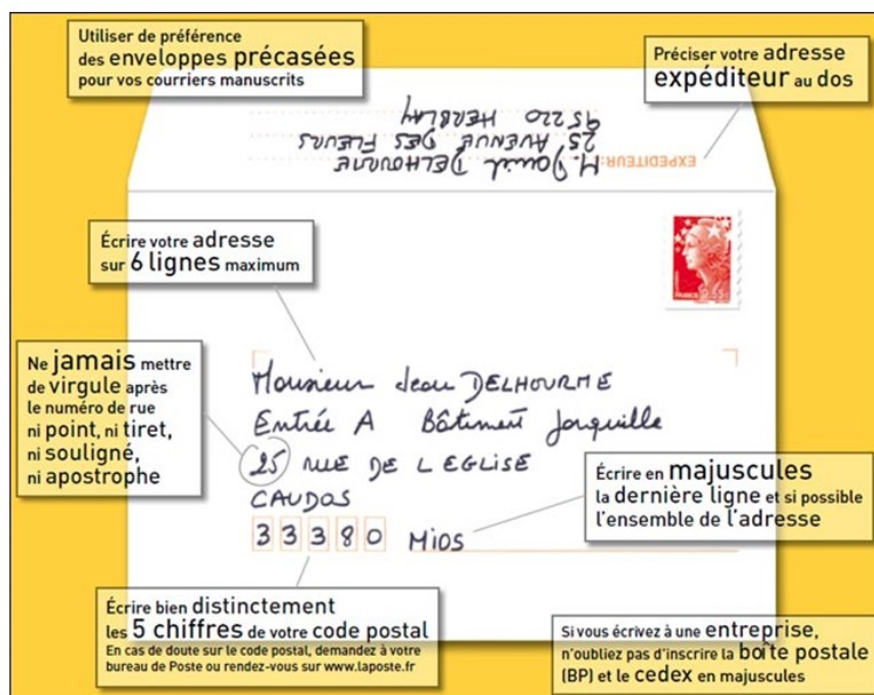 Utiliser de préférence
des enveloppes précasées
pour vos courriers manuscrits
Préciser votre adresse
expéditeur au dos
EXPEDITEUR:
M. Daniel DELHOURME
25 AVENUE DES FLEURS
95220 HERBLAY
Écrire votre adresse
sur 6 lignes maximum
FRANCE 0,55€
Ne jamais mettre
de virgule après
le numéro de rue
ni point, ni tiret,
ni souligné,
ni apostrophe
Monsieur Jean DELHOURME
Entrée A Bâtiment Jonquille
25 RUE DE L EGLISE
CAUDOS
33380 MIOS
Écrire en majuscules
la dernière ligne et si possible
l'ensemble de l'adresse
Écrire bien distinctement
les 5 chiffres de votre code postal
En cas de doute sur le code postal, demandez à votre
bureau de Poste ou rendez-vous sur www.laposte.fr
Si vous écrivez à une entreprise,
n'oubliez pas d'inscrire la boîte postale
(BP) et le cedex en majuscules